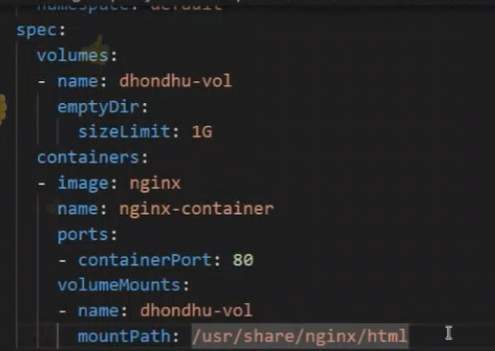 namespace: default
spec:
  volumes:
  - name: dhondhu-vol
    emptyDir:
      sizeLimit: 1G
  containers:
  - image: nginx
    name: nginx-container
    ports:
    - containerPort: 80
    volumeMounts:
    - name: dhondhu-vol
      mountPath: /usr/share/nginx/html